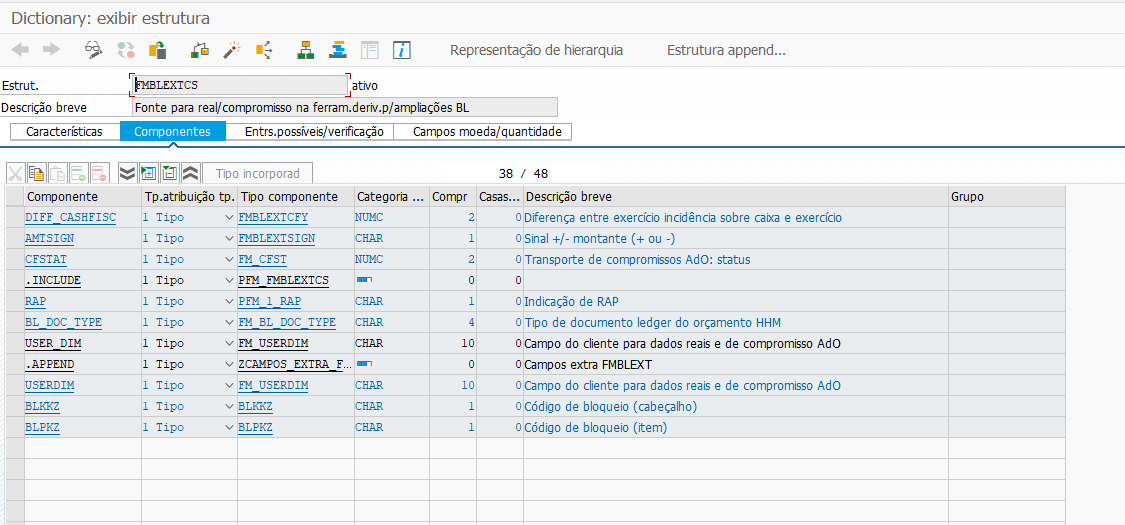 Dictionary: exibir estrutura
Representação de hierarquia Estrutura append...
Estrut. FMBLEXTCS ativo
Descrição breve Fonte para real/compromisso na ferram.deriv.p/ampliações BL
Características Componentes Entrs.possíveis/verificação Campos moeda/quantidade
Tipo incorporad 38 / 48
Componente Tp.atribuição tp. Tipo componente Categoria ... Compr Casas... Descrição breve Grupo
DIFF_CASHFISC 1 Tipo FMBLEXTCFY NUMC 2 0 Diferença entre exercício incidência sobre caixa e exercício
AMTSIGN 1 Tipo FMBLEXTSIGN CHAR 1 0 Sinal +/- montante (+ ou -)
CFSTAT 1 Tipo FM_CFST NUMC 2 0 Transporte de compromissos AdO: status
.INCLUDE 1 Tipo PFM_FMBLEXTCS 0 0
RAP 1 Tipo PFM_1_RAP CHAR 1 0 Indicação de RAP
BL_DOC_TYPE 1 Tipo FM_BL_DOC_TYPE CHAR 4 0 Tipo de documento ledger do orçamento HHM
USER_DIM 1 Tipo FM_USERDIM CHAR 10 0 Campo do cliente para dados reais e de compromisso AdO
.APPEND 1 Tipo ZCAMPOS_EXTRA_F... 0 0 Campos extra FMBLEXT
USERDIM 1 Tipo FM_USERDIM CHAR 10 0 Campo do cliente para dados reais e de compromisso AdO
BLKKZ 1 Tipo BLKKZ CHAR 1 0 Código de bloqueio (cabeçalho)
BLPKZ 1 Tipo BLPKZ CHAR 1 0 Código de bloqueio (item)